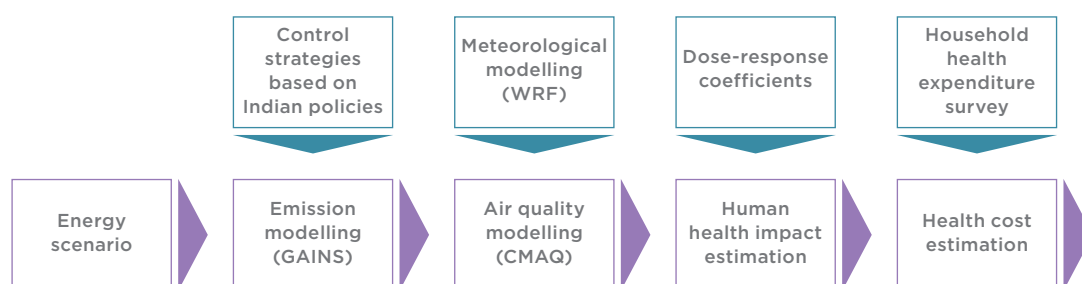 Control
strategies
based on
Indian policies
Meteorological
modelling
(WRF)
Dose-response
coefficients
Household
health
expenditure
survey
Energy
scenario
Emission
modelling
(GAINS)
Air quality
modelling
(CMAQ)
Human
health impact
estimation
Health cost
estimation